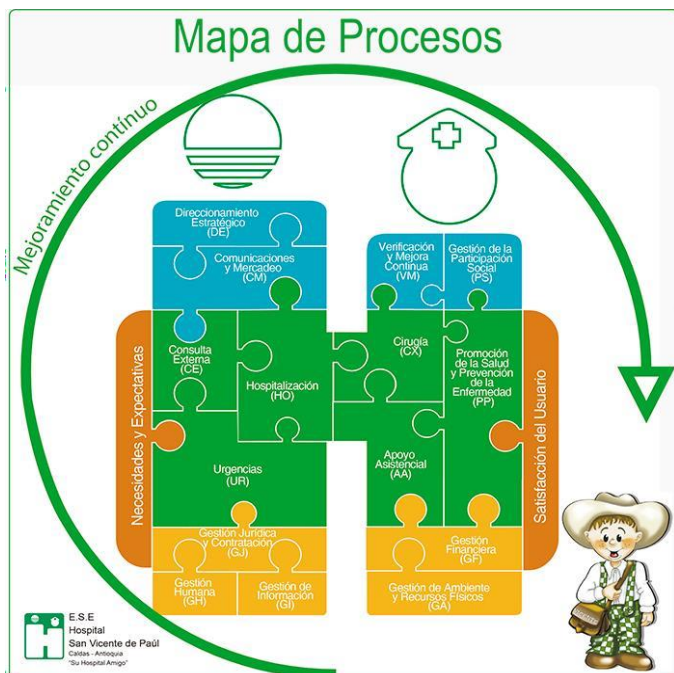 Mapa de Procesos
Mejoramiento contínuo
Direccionamiento
Estratégico
(DE)
Comunicaciones
y Mercadeo
(CM)
Verificación
y Mejora
Continua
(VM)
Gestión de la
Participación
Social
(PS)
Necesidades y Expectativas
Consulta
Externa
(CE)
Hospitalización
(HO)
Cirugía
(CX)
Promoción
de la Salud
y Prevención
de la
Enfermedad
(PP)
Urgencias
(UR)
Apoyo
Asistencial
(AA)
Satisfacción del Usuario
Gestión Jurídica
y Contratación
(GJ)
Gestión
Financiera
(GF)
Gestión
Humana
(GH)
Gestión de
Información
(GI)
Gestión de Ambiente
y Recursos Físicos
(GA)
E.S.E
Hospital
San Vicente de Paúl
Caldas - Antioquia
"Su Hospital Amigo"